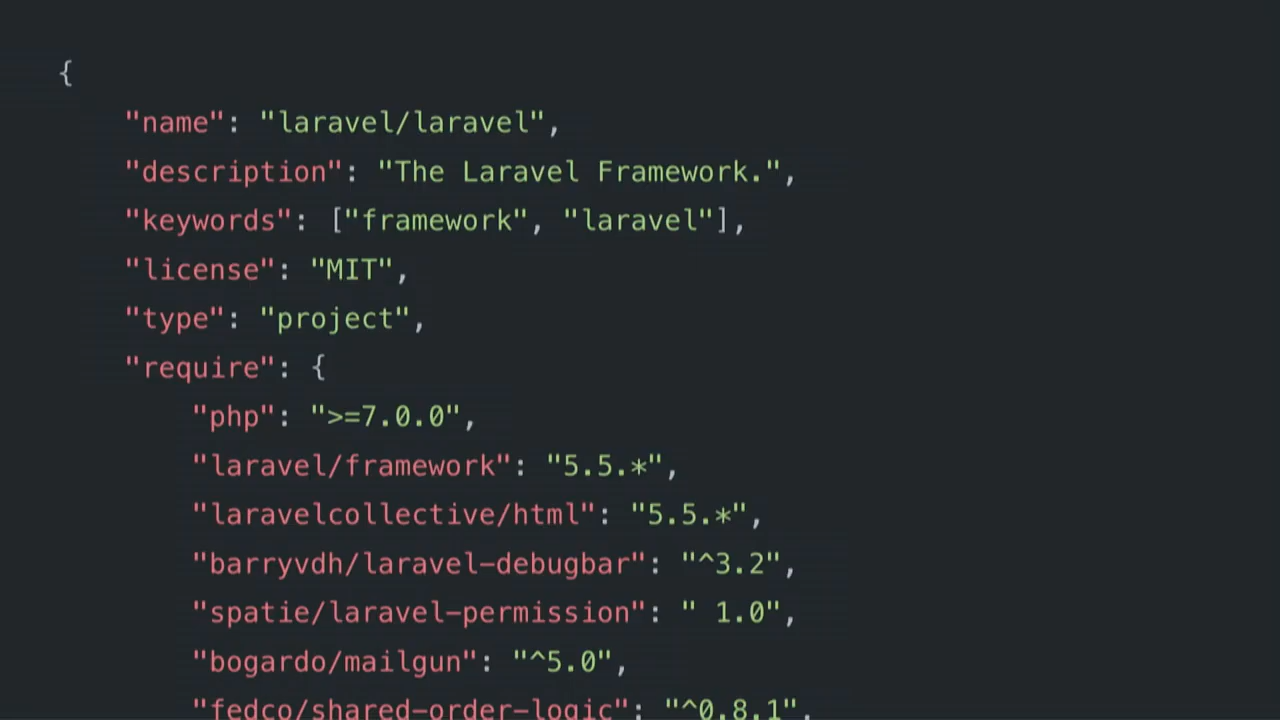 {
    "name": "laravel/laravel",
    "description": "The Laravel Framework.",
    "keywords": ["framework", "laravel"],
    "license": "MIT",
    "type": "project",
    "require": {
        "php": ">=7.0.0",
        "laravel/framework": "5.5.*",
        "laravelcollective/html": "5.5.*",
        "barryvdh/laravel-debugbar": "^3.2",
        "spatie/laravel-permission": " 1.0",
        "bogardo/mailgun": "^5.0",
        "fedco/shared-order-logic": "^0.8.1",